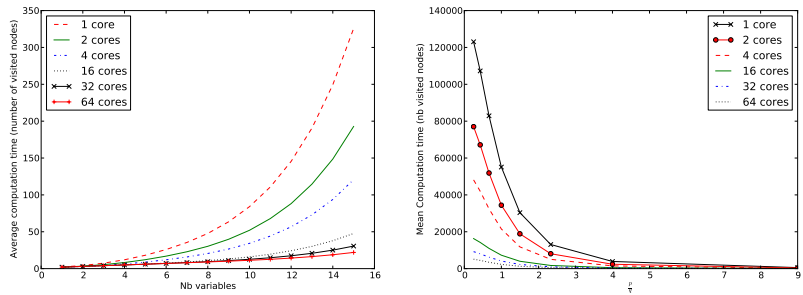 350
300
250
200
150
100
50
0
0 2 4 6 8 10 12 14 16
Nb variables
Average computation time (number of visited nodes)
1 core
2 cores
4 cores
16 cores
32 cores
64 cores
140000
120000
100000
80000
60000
40000
20000
0
0 1 2 3 4 5 6 7 8 9
Mean Computation time (nb visited nodes)
1 core
2 cores
4 cores
16 cores
32 cores
64 cores